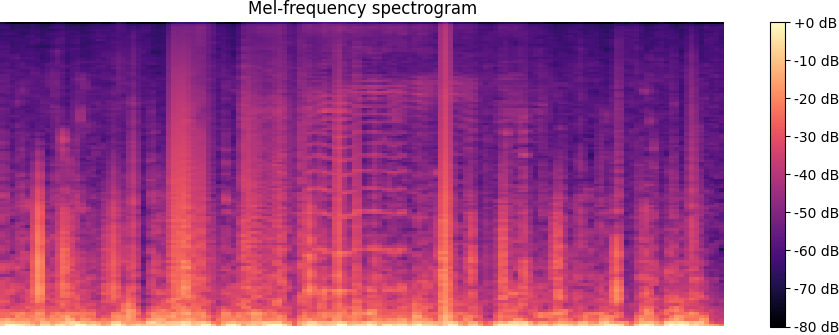 Mel-frequency spectrogram
+0 dB
-10 dB
-20 dB
-30 dB
-40 dB
-50 dB
-60 dB
-70 dB
-80 dB